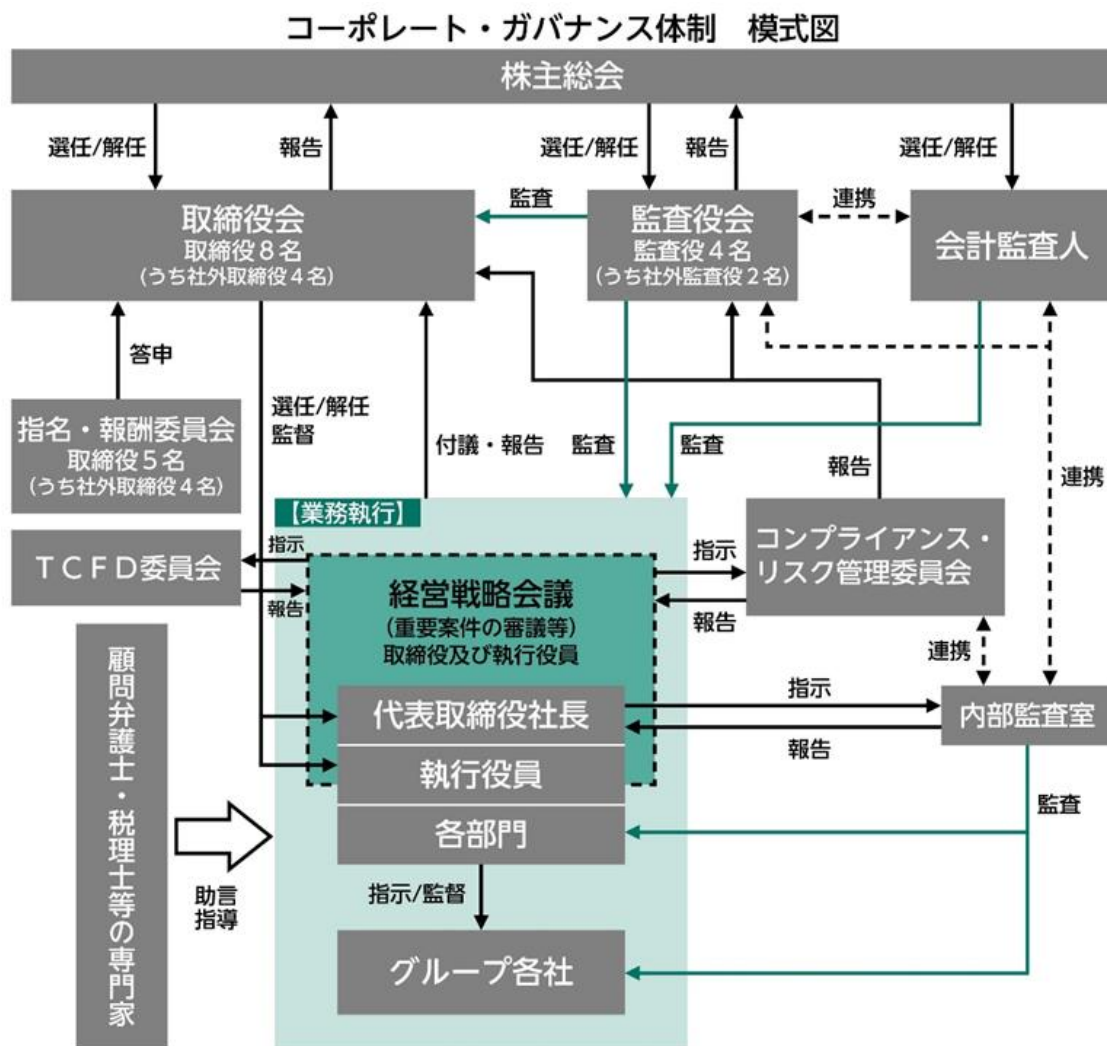 コーポレート・ガバナンス体制 模式図
株主総会
選任/解任
報告
選任/解任
報告
選任/解任
取締役会
取締役8名
(うち社外取締役4名)
監査
監査役会
監査役4名
(うち社外監査役2名)
連携
会計監査人
答申
指名・報酬委員会
取締役5名
(うち社外取締役4名)
選任/解任
監督
付議・報告
監査
監査
報告
連携
【業務執行】
TCFD委員会
指示
報告
経営戦略会議
(重要案件の審議等)
取締役及び執行役員
指示
報告
コンプライアンス・
リスク管理委員会
連携
顧問弁護士・税理士等の専門家
代表取締役社長
指示
報告
内部監査室
執行役員
各部門
監査
助言
指導
指示/監督
グループ各社